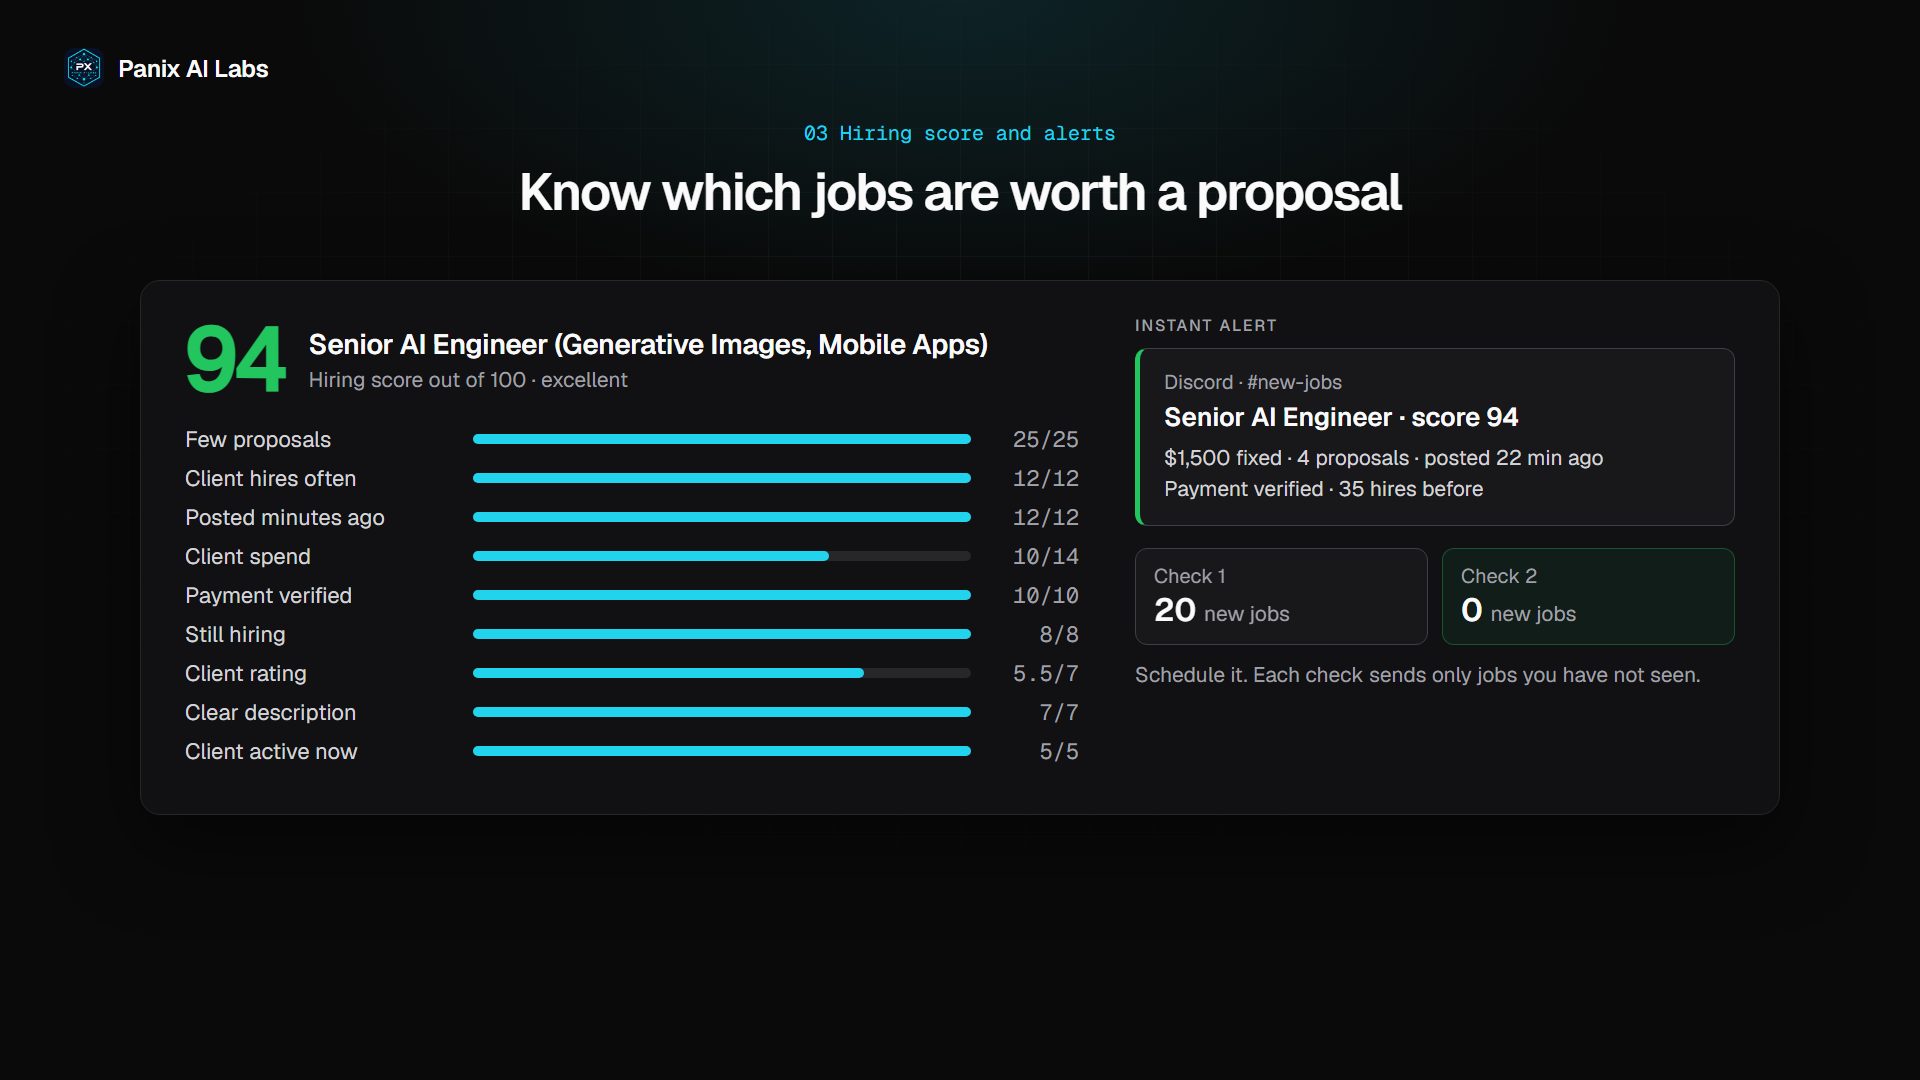 PX
Panix AI Labs
03 Hiring score and alerts
Know which jobs are worth a proposal
94
Senior AI Engineer (Generative Images, Mobile Apps)
Hiring score out of 100 · excellent
Few proposals 25/25
Client hires often 12/12
Posted minutes ago 12/12
Client spend 10/14
Payment verified 10/10
Still hiring 8/8
Client rating 5.5/7
Clear description 7/7
Client active now 5/5
INSTANT ALERT
Discord · #new-jobs
Senior AI Engineer · score 94
$1,500 fixed · 4 proposals · posted 22 min ago
Payment verified · 35 hires before
Check 1
20 new jobs
Check 2
0 new jobs
Schedule it. Each check sends only jobs you have not seen.